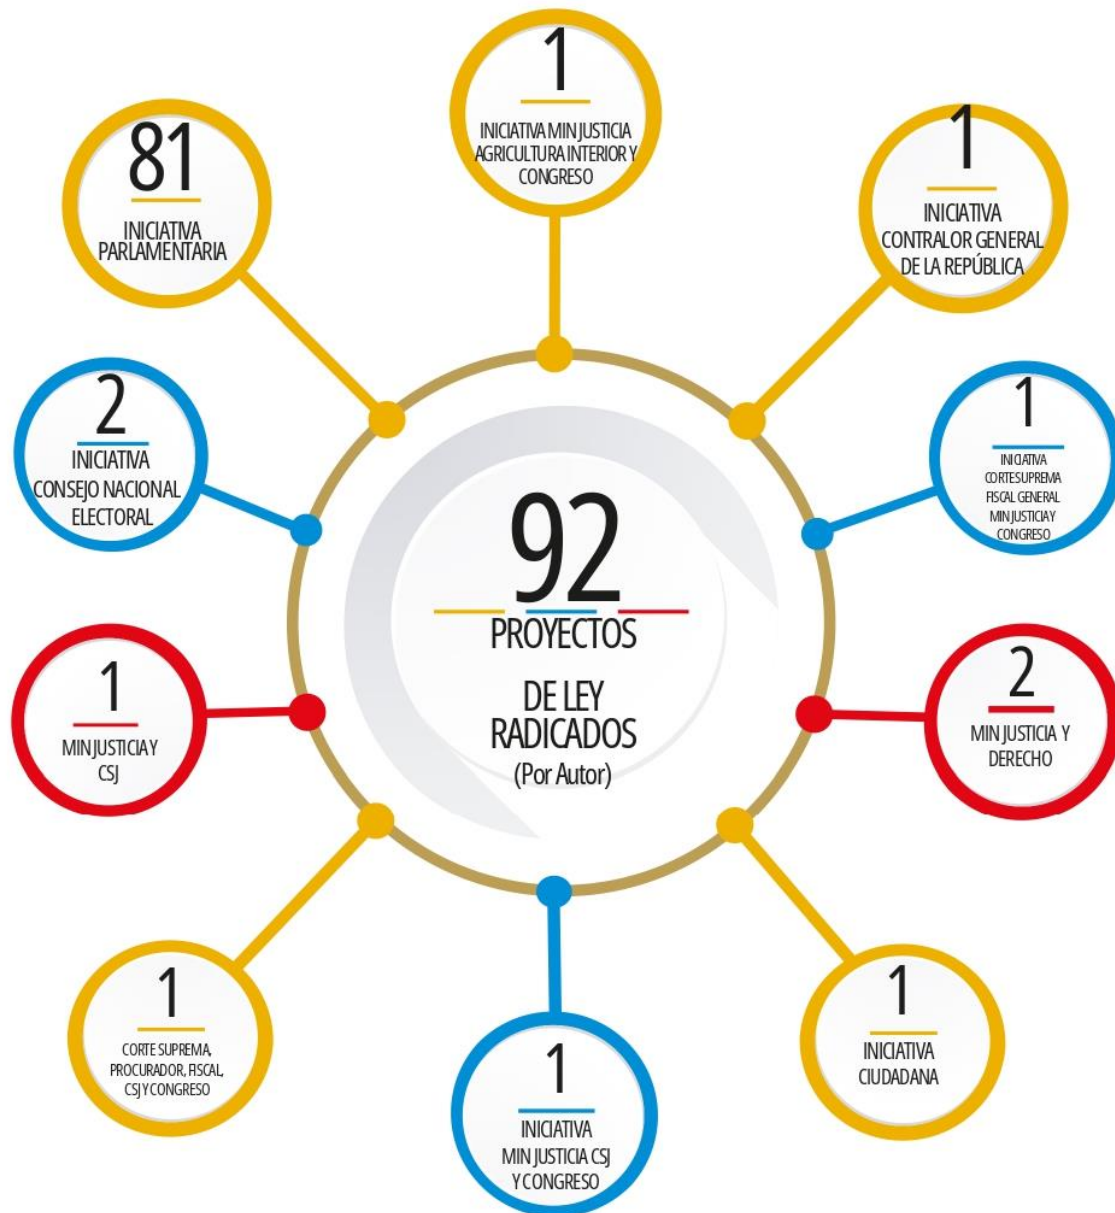 1
INICIATIVA MIN JUSTICIA
AGRICULTURA INTERIOR Y
CONGRESO
81
INICIATIVA
PARLAMENTARIA
1
INICIATIVA
CONTRALOR GENERAL
DE LA REPÚBLICA
2
INICIATIVA
CONSEJO NACIONAL
ELECTORAL
1
INICIATIVA
CORTE SUPREMA
FISCAL GENERAL
MIN JUSTICIA Y
CONGRESO
92
PROYECTOS
DE LEY
RADICADOS
(Por Autor)
1
MIN JUSTICIA Y
CSJ
2
MIN JUSTICIA Y
DERECHO
1
CORTE SUPREMA,
PROCURADOR, FISCAL,
CSJ Y CONGRESO
1
INICIATIVA
MIN JUSTICIA CSJ
Y CONGRESO
1
INICIATIVA
CIUDADANA